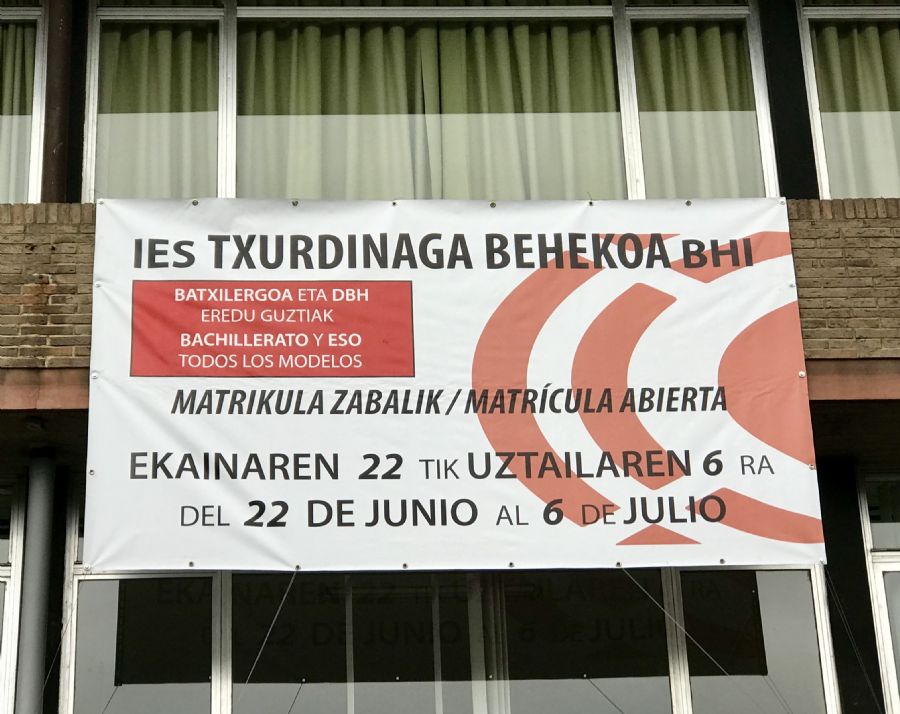 IES TXURDINAGA BEHEKOA BHI
BATXILERGOA ETA DBH
EREDU GUZTIAK
BACHILLERATO Y ESO
TODOS LOS MODELOS
MATRIKULA ZABALIK / MATRÍCULA ABIERTA
EKAINAREN 22 TIK UZTAILAREN 6 RA
DEL 22 DE JUNIO AL 6 DE JULIO